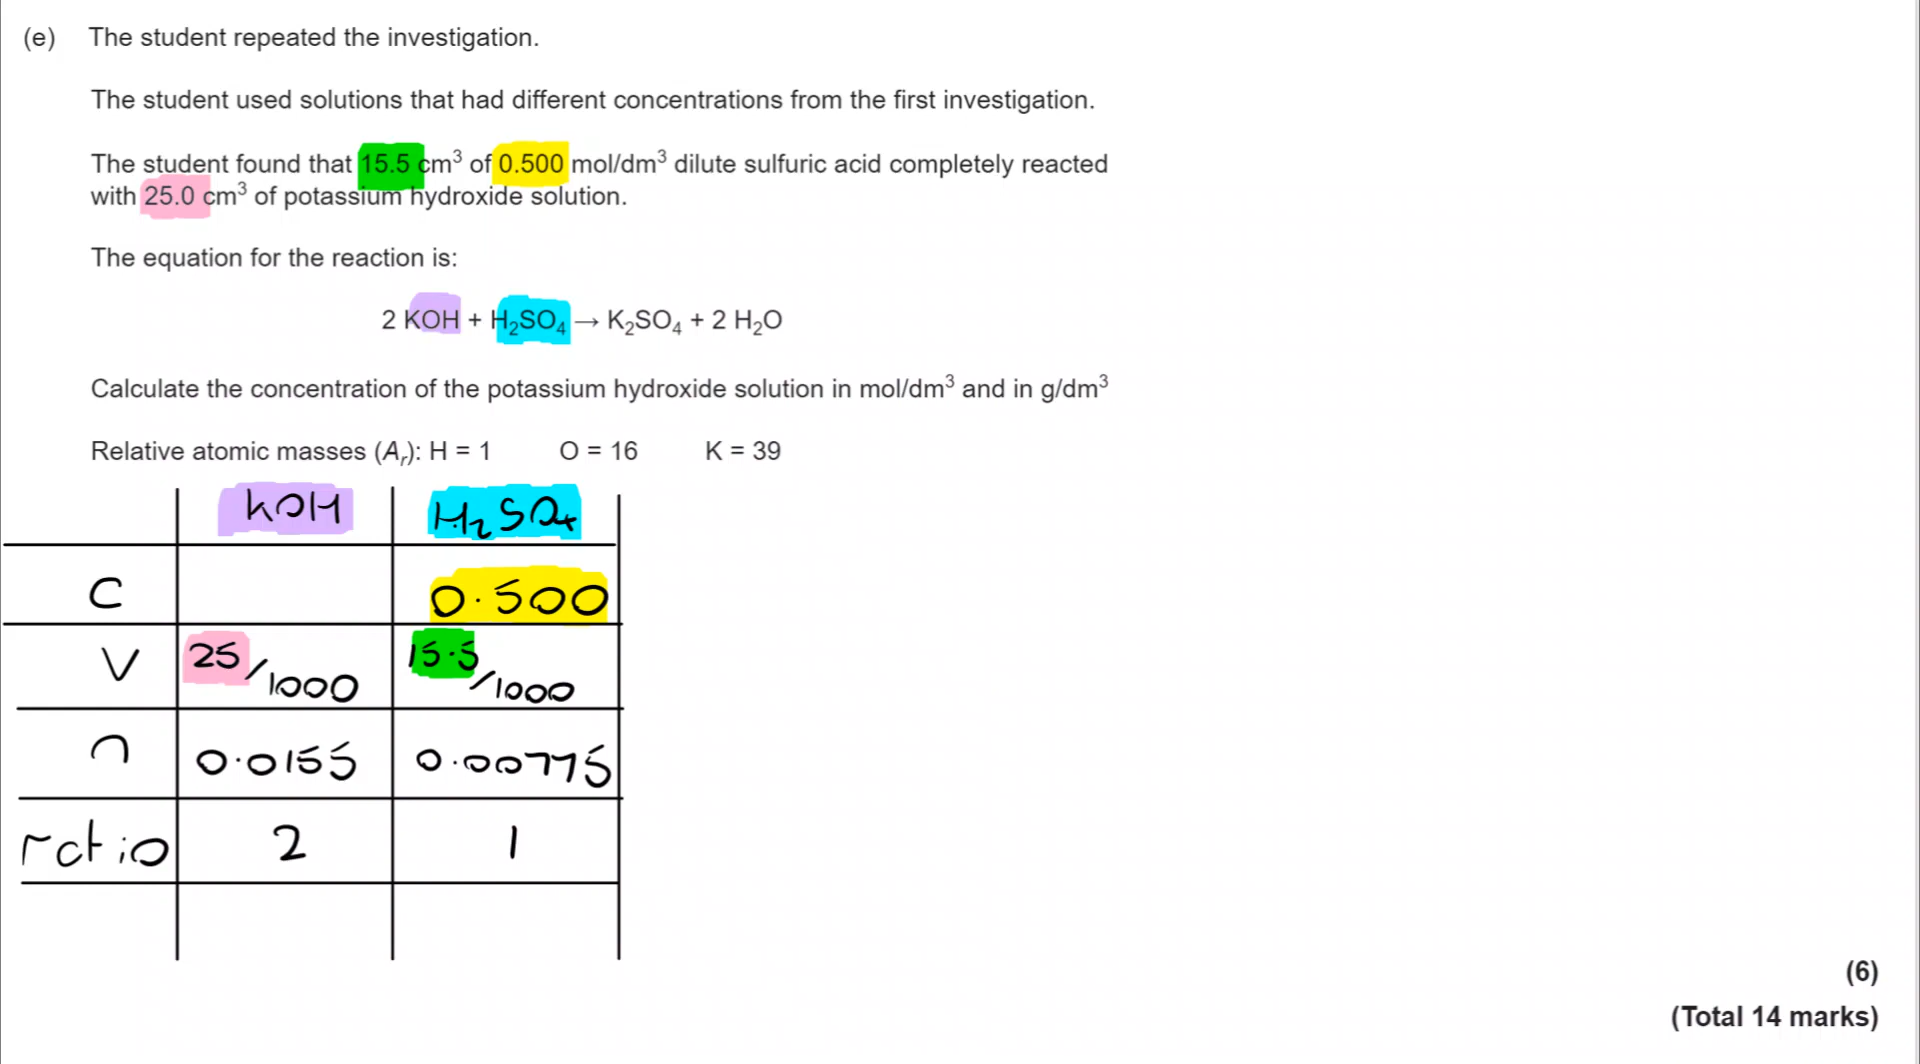 (e) The student repeated the investigation.
The student used solutions that had different concentrations from the first investigation.
The student found that 15.5 cm³ of 0.500 mol/dm³ dilute sulfuric acid completely reacted
with 25.0 cm³ of potassium hydroxide solution.
The equation for the reaction is:
2 KOH + H₂SO₄ → K₂SO₄ + 2 H₂O
Calculate the concentration of the potassium hydroxide solution in mol/dm³ and in g/dm³
Relative atomic masses (Aᵣ): H = 1 O = 16 K = 39
KOH H₂SO₄
C 0.500
V 25/1000 15.5/1000
n 0.0155 0.00775
ratio 2 1
(6)
(Total 14 marks)